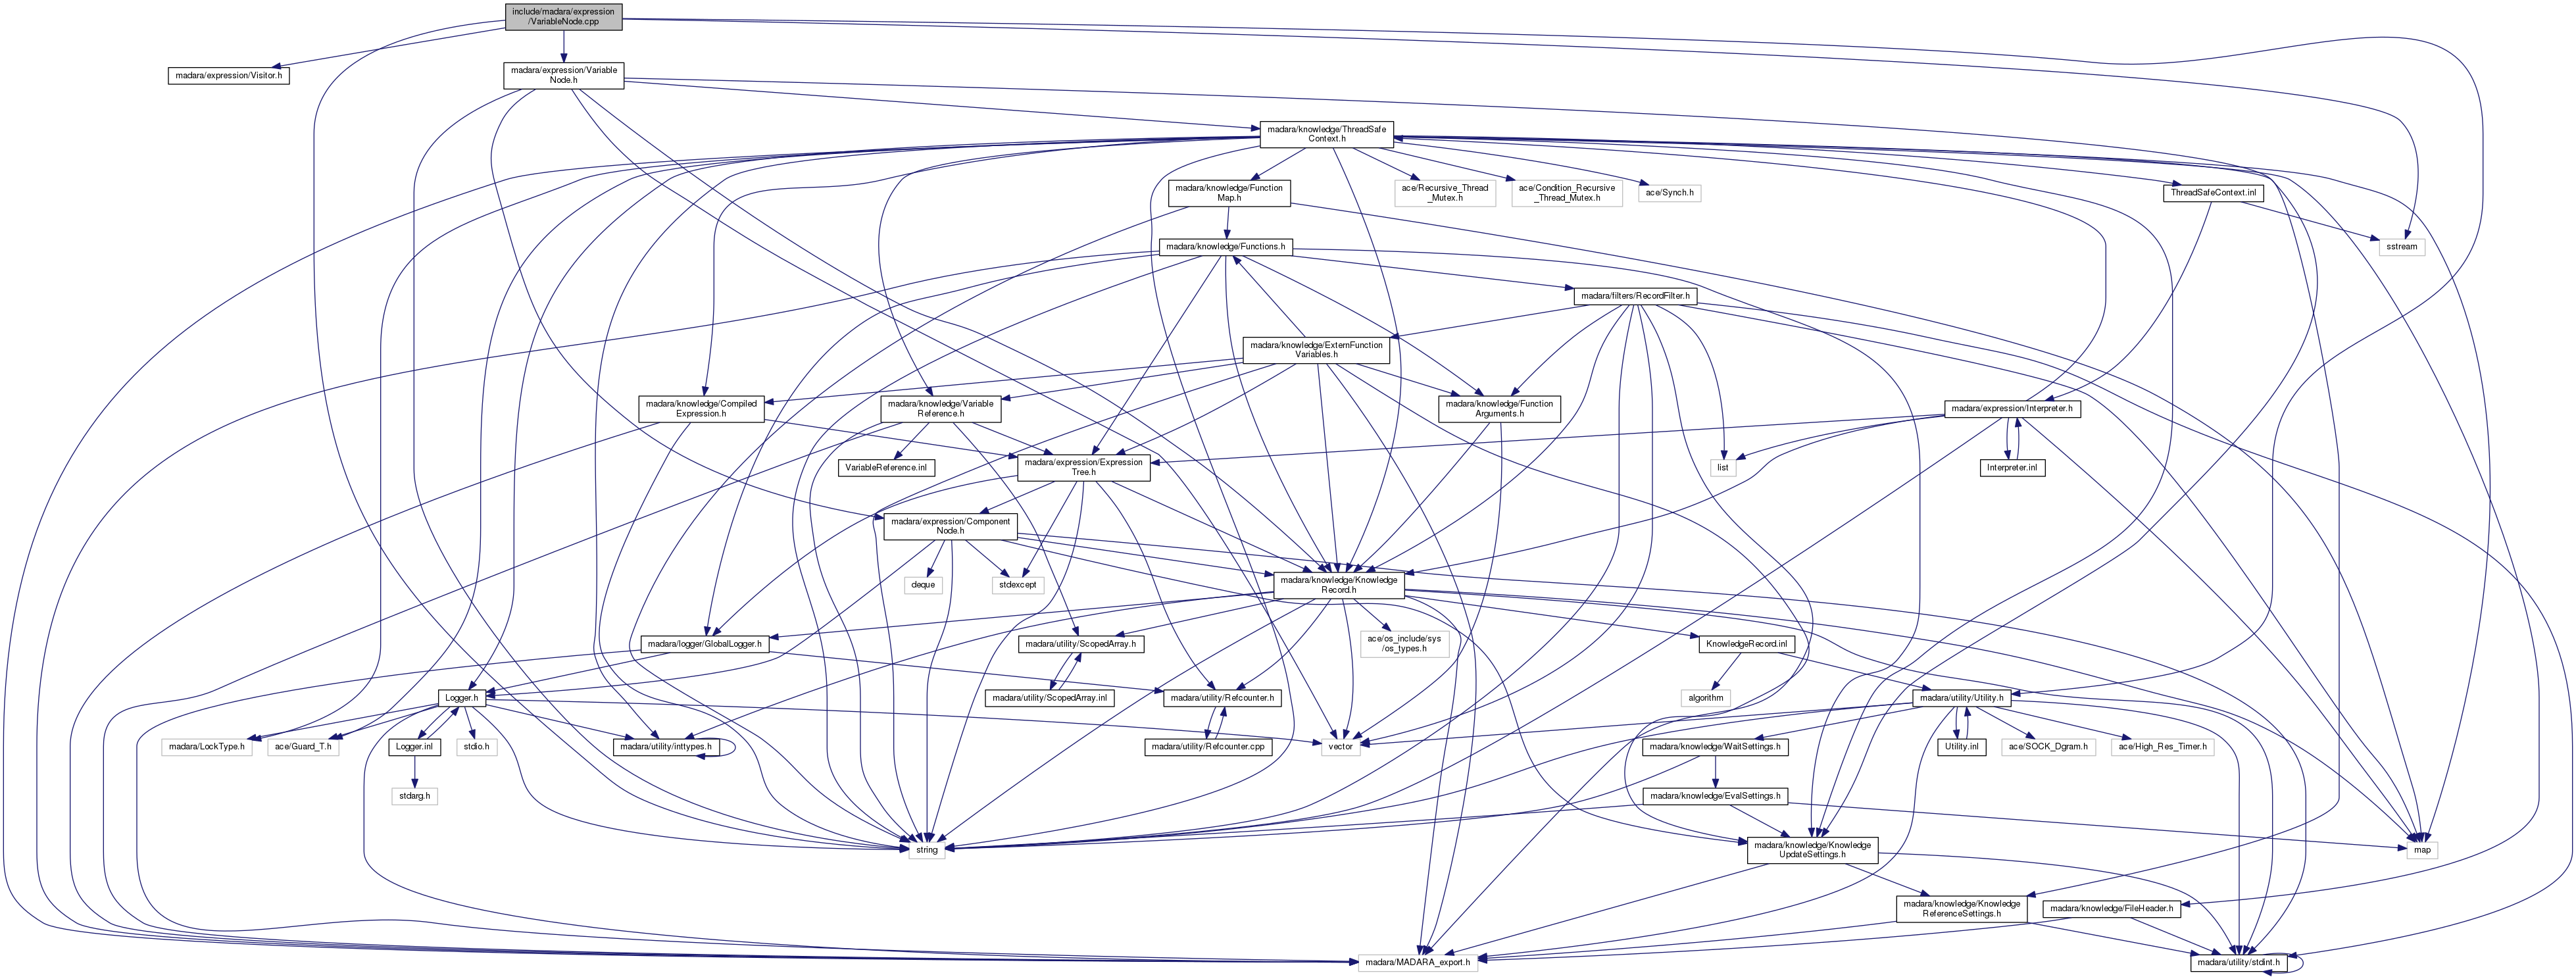 include/madara/expression
/VariableNode.cpp
madara/expression/Visitor.h
madara/expression/Variable
Node.h
madara/knowledge/ThreadSafe
Context.h
madara/knowledge/Function
Map.h
ace/Recursive_Thread
_Mutex.h
ace/Condition_Recursive
_Thread_Mutex.h
ace/Synch.h
ThreadSafeContext.inl
madara/knowledge/Functions.h
sstream
madara/filters/RecordFilter.h
madara/knowledge/ExternFunction
Variables.h
madara/knowledge/Compiled
Expression.h
madara/knowledge/Variable
Reference.h
madara/knowledge/Function
Arguments.h
madara/expression/Interpreter.h
VariableReference.inl
madara/expression/Expression
Tree.h
list
Interpreter.inl
madara/expression/Component
Node.h
deque
stdexcept
madara/knowledge/Knowledge
Record.h
madara/logger/GlobalLogger.h
madara/utility/ScopedArray.h
ace/os_include/sys
/os_types.h
KnowledgeRecord.inl
Logger.h
madara/utility/ScopedArray.inl
madara/utility/Refcounter.h
algorithm
madara/utility/Utility.h
madara/LockType.h
ace/Guard_T.h
Logger.inl
stdio.h
madara/utility/inttypes.h
madara/utility/Refcounter.cpp
vector
madara/knowledge/WaitSettings.h
Utility.inl
ace/SOCK_Dgram.h
ace/High_Res_Timer.h
stdarg.h
madara/knowledge/EvalSettings.h
string
madara/knowledge/Knowledge
UpdateSettings.h
map
madara/knowledge/Knowledge
ReferenceSettings.h
madara/knowledge/FileHeader.h
madara/MADARA_export.h
madara/utility/stdint.h